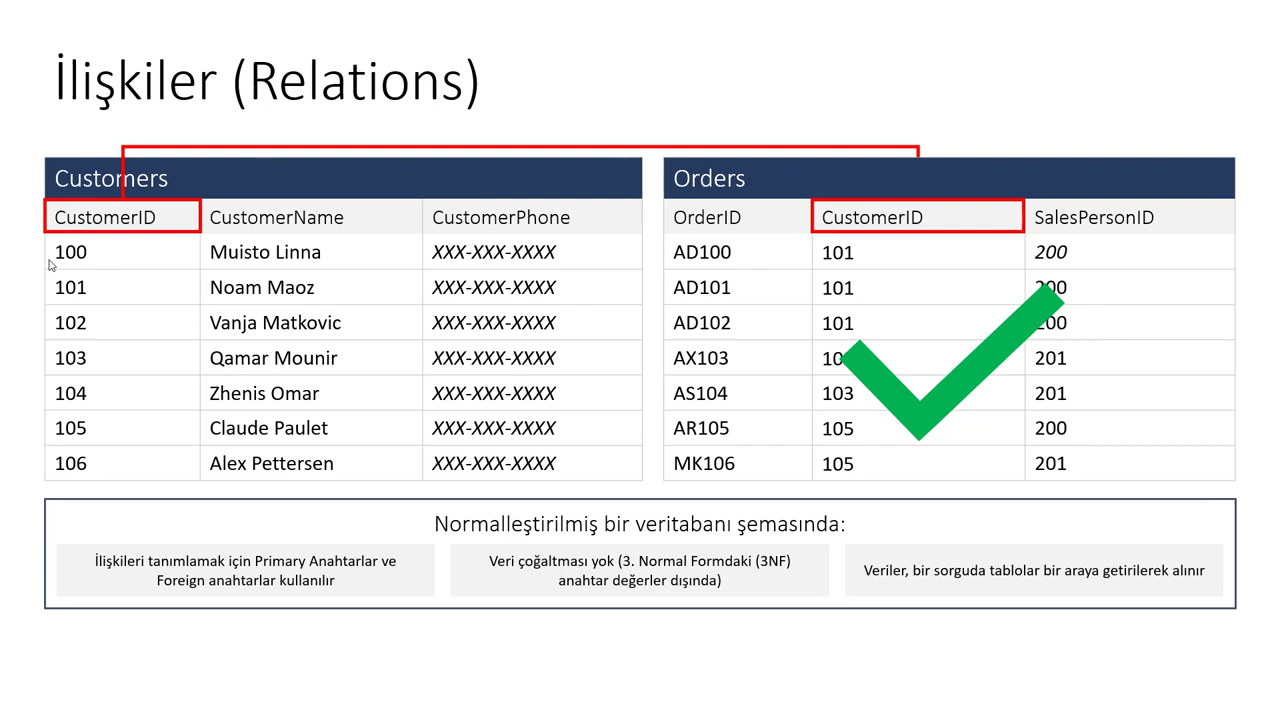 İlişkiler (Relations)
Customers
CustomerID CustomerName CustomerPhone
100 Muisto Linna XXX-XXX-XXXX
101 Noam Maoz XXX-XXX-XXXX
102 Vanja Matkovic XXX-XXX-XXXX
103 Qamar Mounir XXX-XXX-XXXX
104 Zhenis Omar XXX-XXX-XXXX
105 Claude Paulet XXX-XXX-XXXX
106 Alex Pettersen XXX-XXX-XXXX
Orders
OrderID CustomerID SalesPersonID
AD100 101 200
AD101 101 200
AD102 101 200
AX103 201
AS104 103 201
AR105 105 200
MK106 105 201
Normalleştirilmiş bir veritabanı şemasında:
İlişkileri tanımlamak için Primary Anahtarlar ve
Foreign anahtarlar kullanılır
Veri çoğaltması yok (3. Normal Formdaki (3NF)
anahtar değerler dışında)
Veriler, bir sorguda tablolar bir araya getirilerek alınır